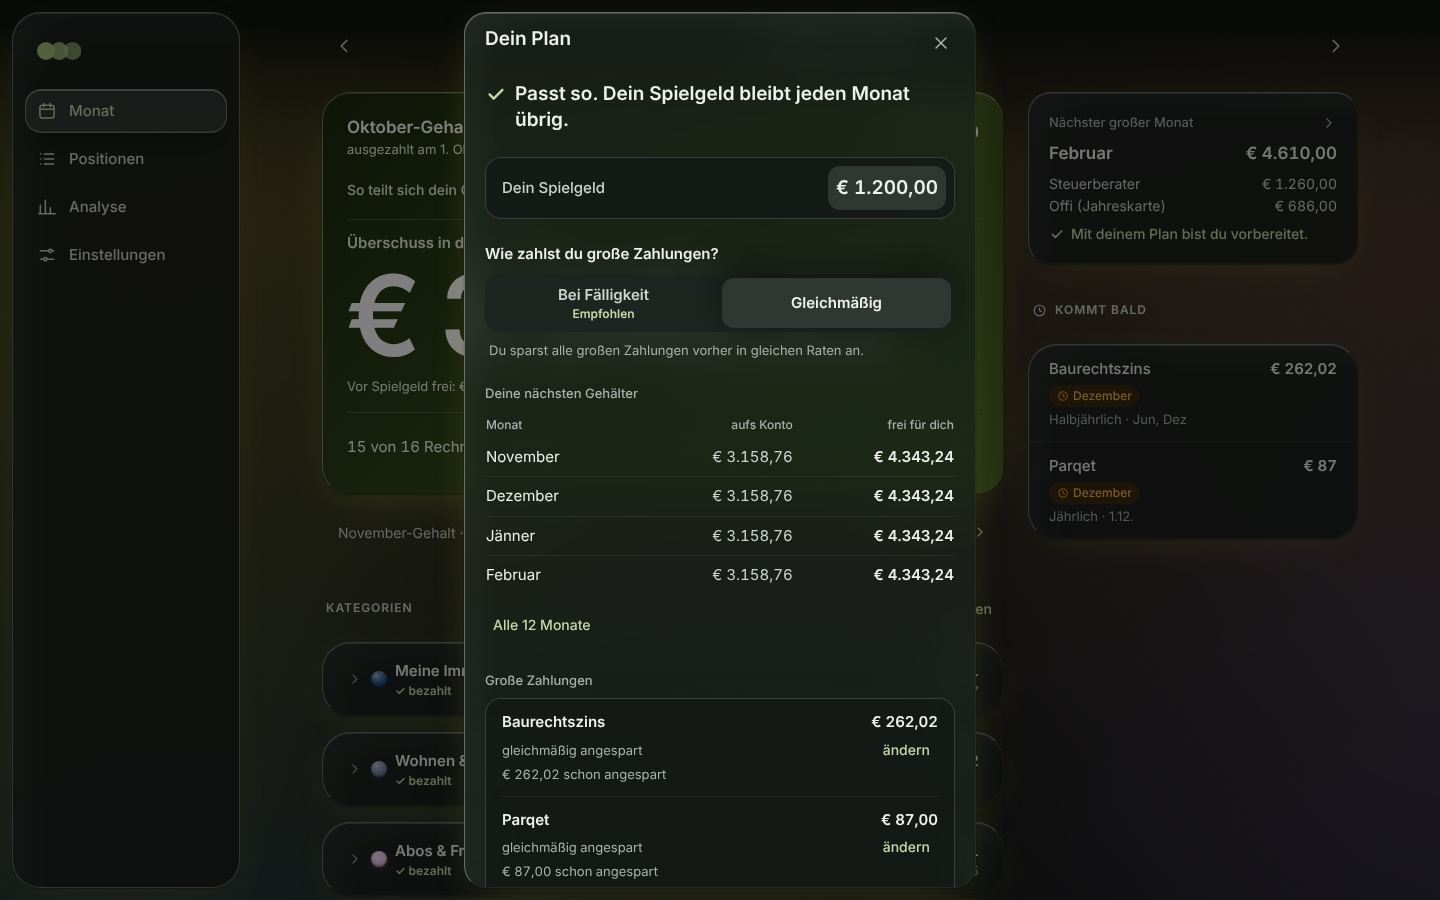 Monat
Positionen
Analyse
Einstellungen
Oktober-Geha
ausgezahlt am 1. O
So teilt sich dein
Überschuss in d
€
Vor Spielgeld frei: €
15 von 16 Rechn
November-Gehalt ·
KATEGORIEN
en
Meine Imm
✓ bezahlt
Wohnen &
✓ bezahlt
Abos & Fr
✓ bezahlt
Dein Plan
Passt so. Dein Spielgeld bleibt jeden Monat
übrig.
Dein Spielgeld € 1.200,00
Wie zahlst du große Zahlungen?
Bei Fälligkeit
Empfohlen
Gleichmäßig
Du sparst alle großen Zahlungen vorher in gleichen Raten an.
Deine nächsten Gehälter
Monat aufs Konto frei für dich
November € 3.158,76 € 4.343,24
Dezember € 3.158,76 € 4.343,24
Jänner € 3.158,76 € 4.343,24
Februar € 3.158,76 € 4.343,24
Alle 12 Monate
Große Zahlungen
Baurechtszins € 262,02
gleichmäßig angespart ändern
€ 262,02 schon angespart
Parqet € 87,00
gleichmäßig angespart ändern
€ 87,00 schon angespart
Nächster großer Monat
Februar € 4.610,00
Steuerberater € 1.260,00
Offi (Jahreskarte) € 686,00
Mit deinem Plan bist du vorbereitet.
KOMMT BALD
Baurechtszins € 262,02
Dezember
Halbjährlich · Jun, Dez
Parqet € 87
Dezember
Jährlich · 1.12.